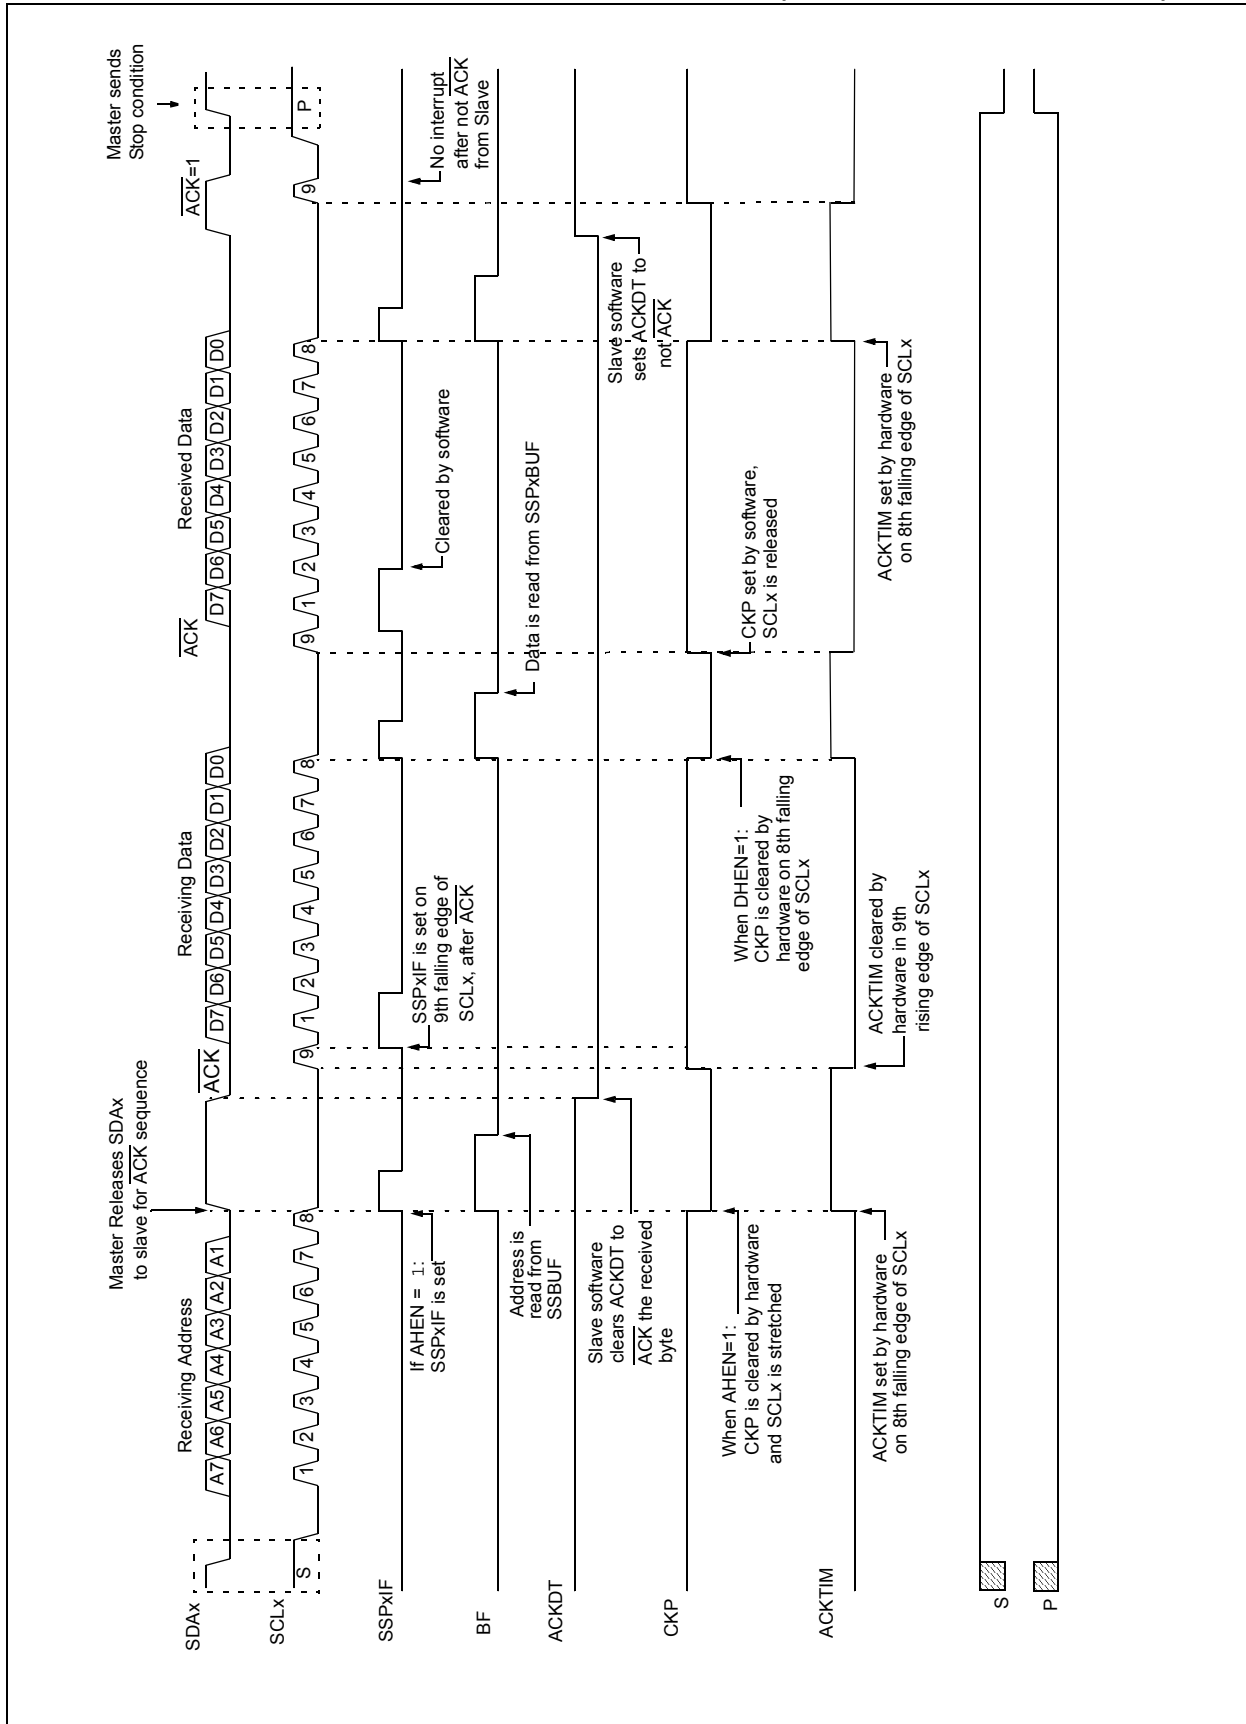 Master Releases SDAx
to slave for ACK sequence
Master sends
Stop condition
Receiving Address
ACK
Receiving Data
ACK
Received Data
ACK=1
SDAx
A7 A6 A5 A4 A3 A2 A1
D7 D6 D5 D4 D3 D2 D1 D0
D7 D6 D5 D4 D3 D2 D1 D0
SCLx
S 1 2 3 4 5 6 7 8 9 1 2 3 4 5 6 7 8 9 1 2 3 4 5 6 7 8 9 P
SSPxIF
If AHEN = 1:
SSPxIF is set
SSPxIF is set on
9th falling edge of
SCLx, after ACK
Cleared by software
No interrupt
after not ACK
from Slave
BF
Address is
read from
SSBUF
Data is read from SSPxBUF
ACKDT
Slave software
clears ACKDT to
ACK the received
byte
Slave software
sets ACKDT to
not ACK
CKP
When AHEN=1:
CKP is cleared by hardware
and SCLx is stretched
When DHEN=1:
CKP is cleared by
hardware on 8th falling
edge of SCLx
CKP set by software,
SCLx is released
ACKTIM
ACKTIM set by hardware
on 8th falling edge of SCLx
ACKTIM cleared by
hardware in 9th
rising edge of SCLx
ACKTIM set by hardware
on 8th falling edge of SCLx
S
P